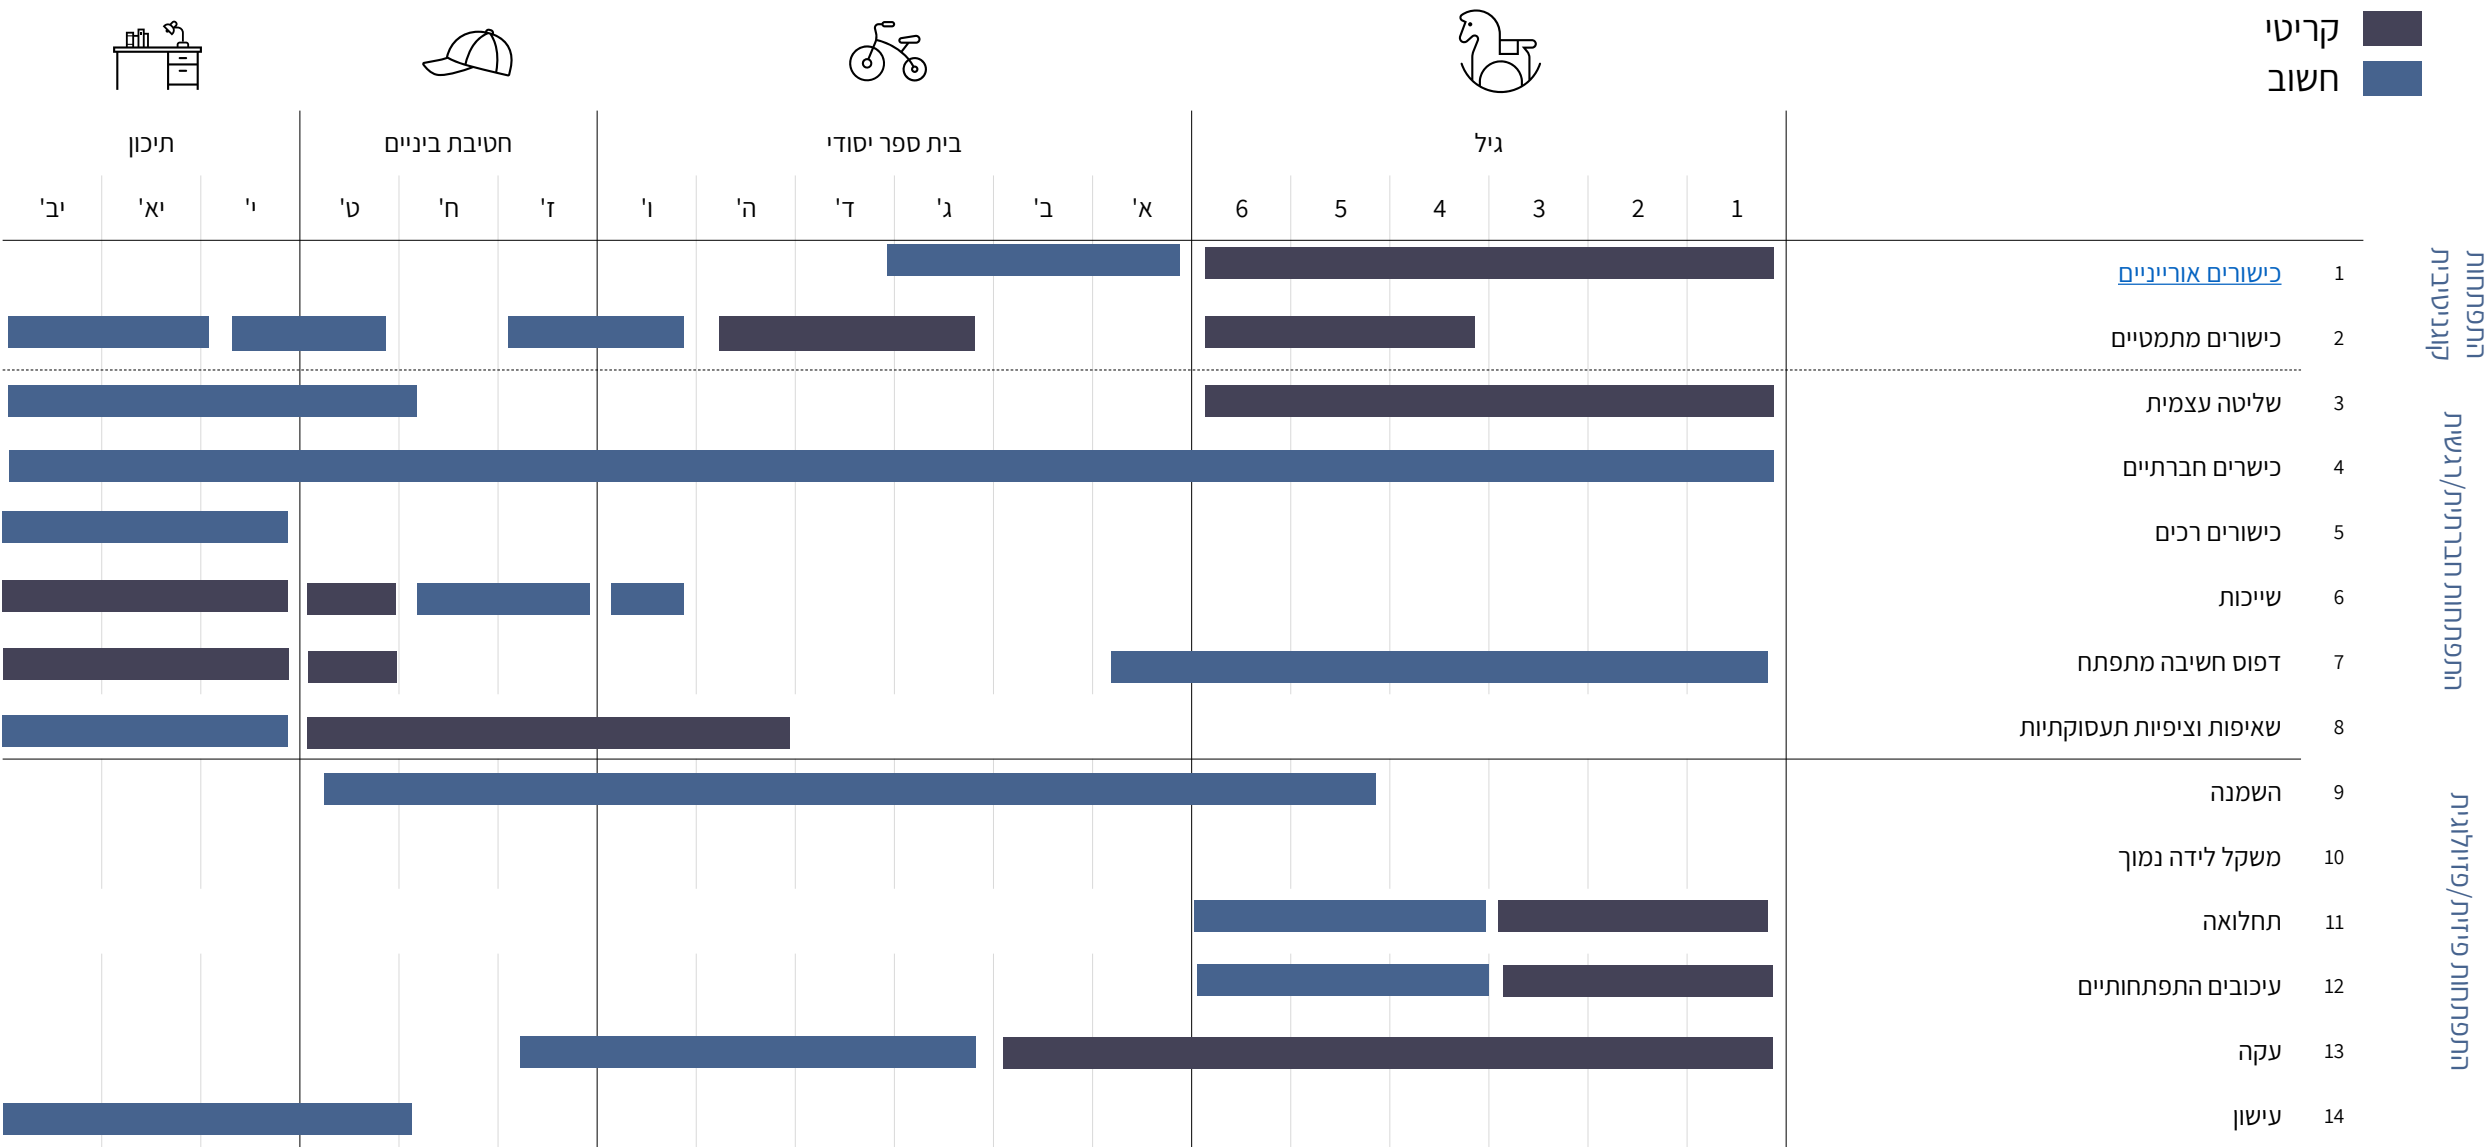 קריטי
חשוב
גיל
בית ספר יסודי
חטיבת ביניים
תיכון
1 2 3 4 5 6 א' ב' ג' ד' ה' ו' ז' ח' ט' י' יא' יב'
התפתחות
קוגניטיבית
1 כישורים אורייניים
2 כישורים מתמטיים
התפתחות חברתית/רגשית
3 שליטה עצמית
4 כישרים חברתיים
5 כישורים רכים
6 שייכות
7 דפוס חשיבה מתפתח
8 שאיפות וציפיות תעסוקתיות
התפתחות פיזית/פזיולוגית
9 השמנה
10 משקל לידה נמוך
11 תחלואה
12 עיכובים התפתחותיים
13 עקה
14 עישון